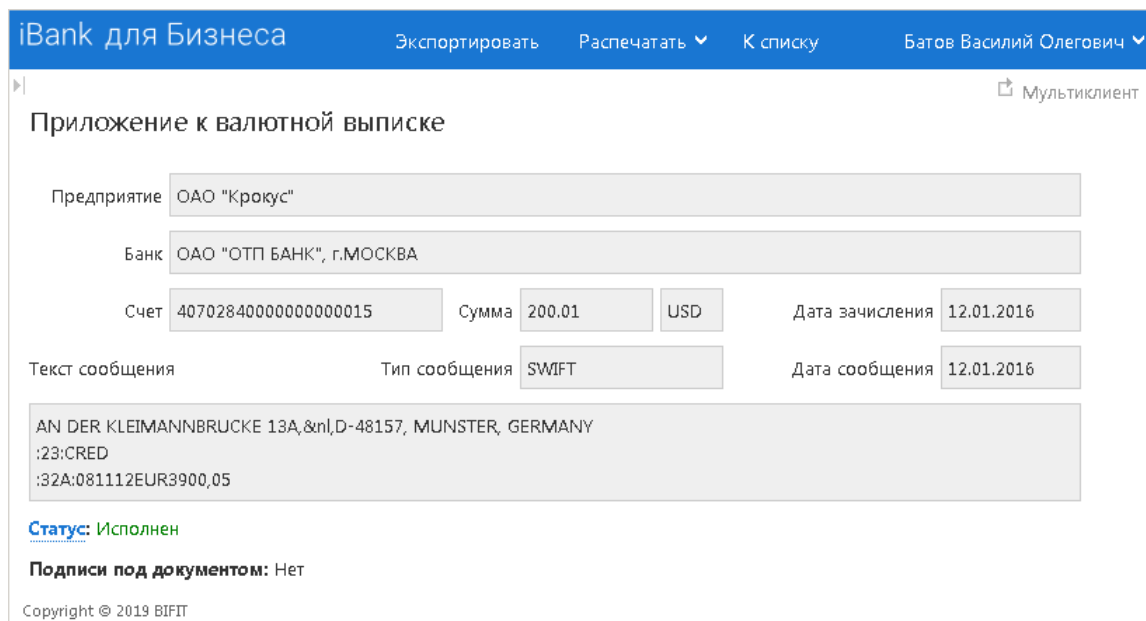 iBank для Бизнеса Экспортировать Распечатать К списку Батов Василий Олегович
Мультиклиент
Приложение к валютной выписке
Предприятие ОАО "Крокус"
Банк ОАО "ОТП БАНК", г.МОСКВА
Счет 40702840000000000015 Сумма 200.01 USD Дата зачисления 12.01.2016
Текст сообщения Тип сообщения SWIFT Дата сообщения 12.01.2016
AN DER KLEIMANNBRUCKE 13A,&nl,D-48157, MUNSTER, GERMANY
:23:CRED
:32A:081112EUR3900,05
Статус: Исполнен
Подписи под документом: Нет
Copyright © 2019 BIFIT